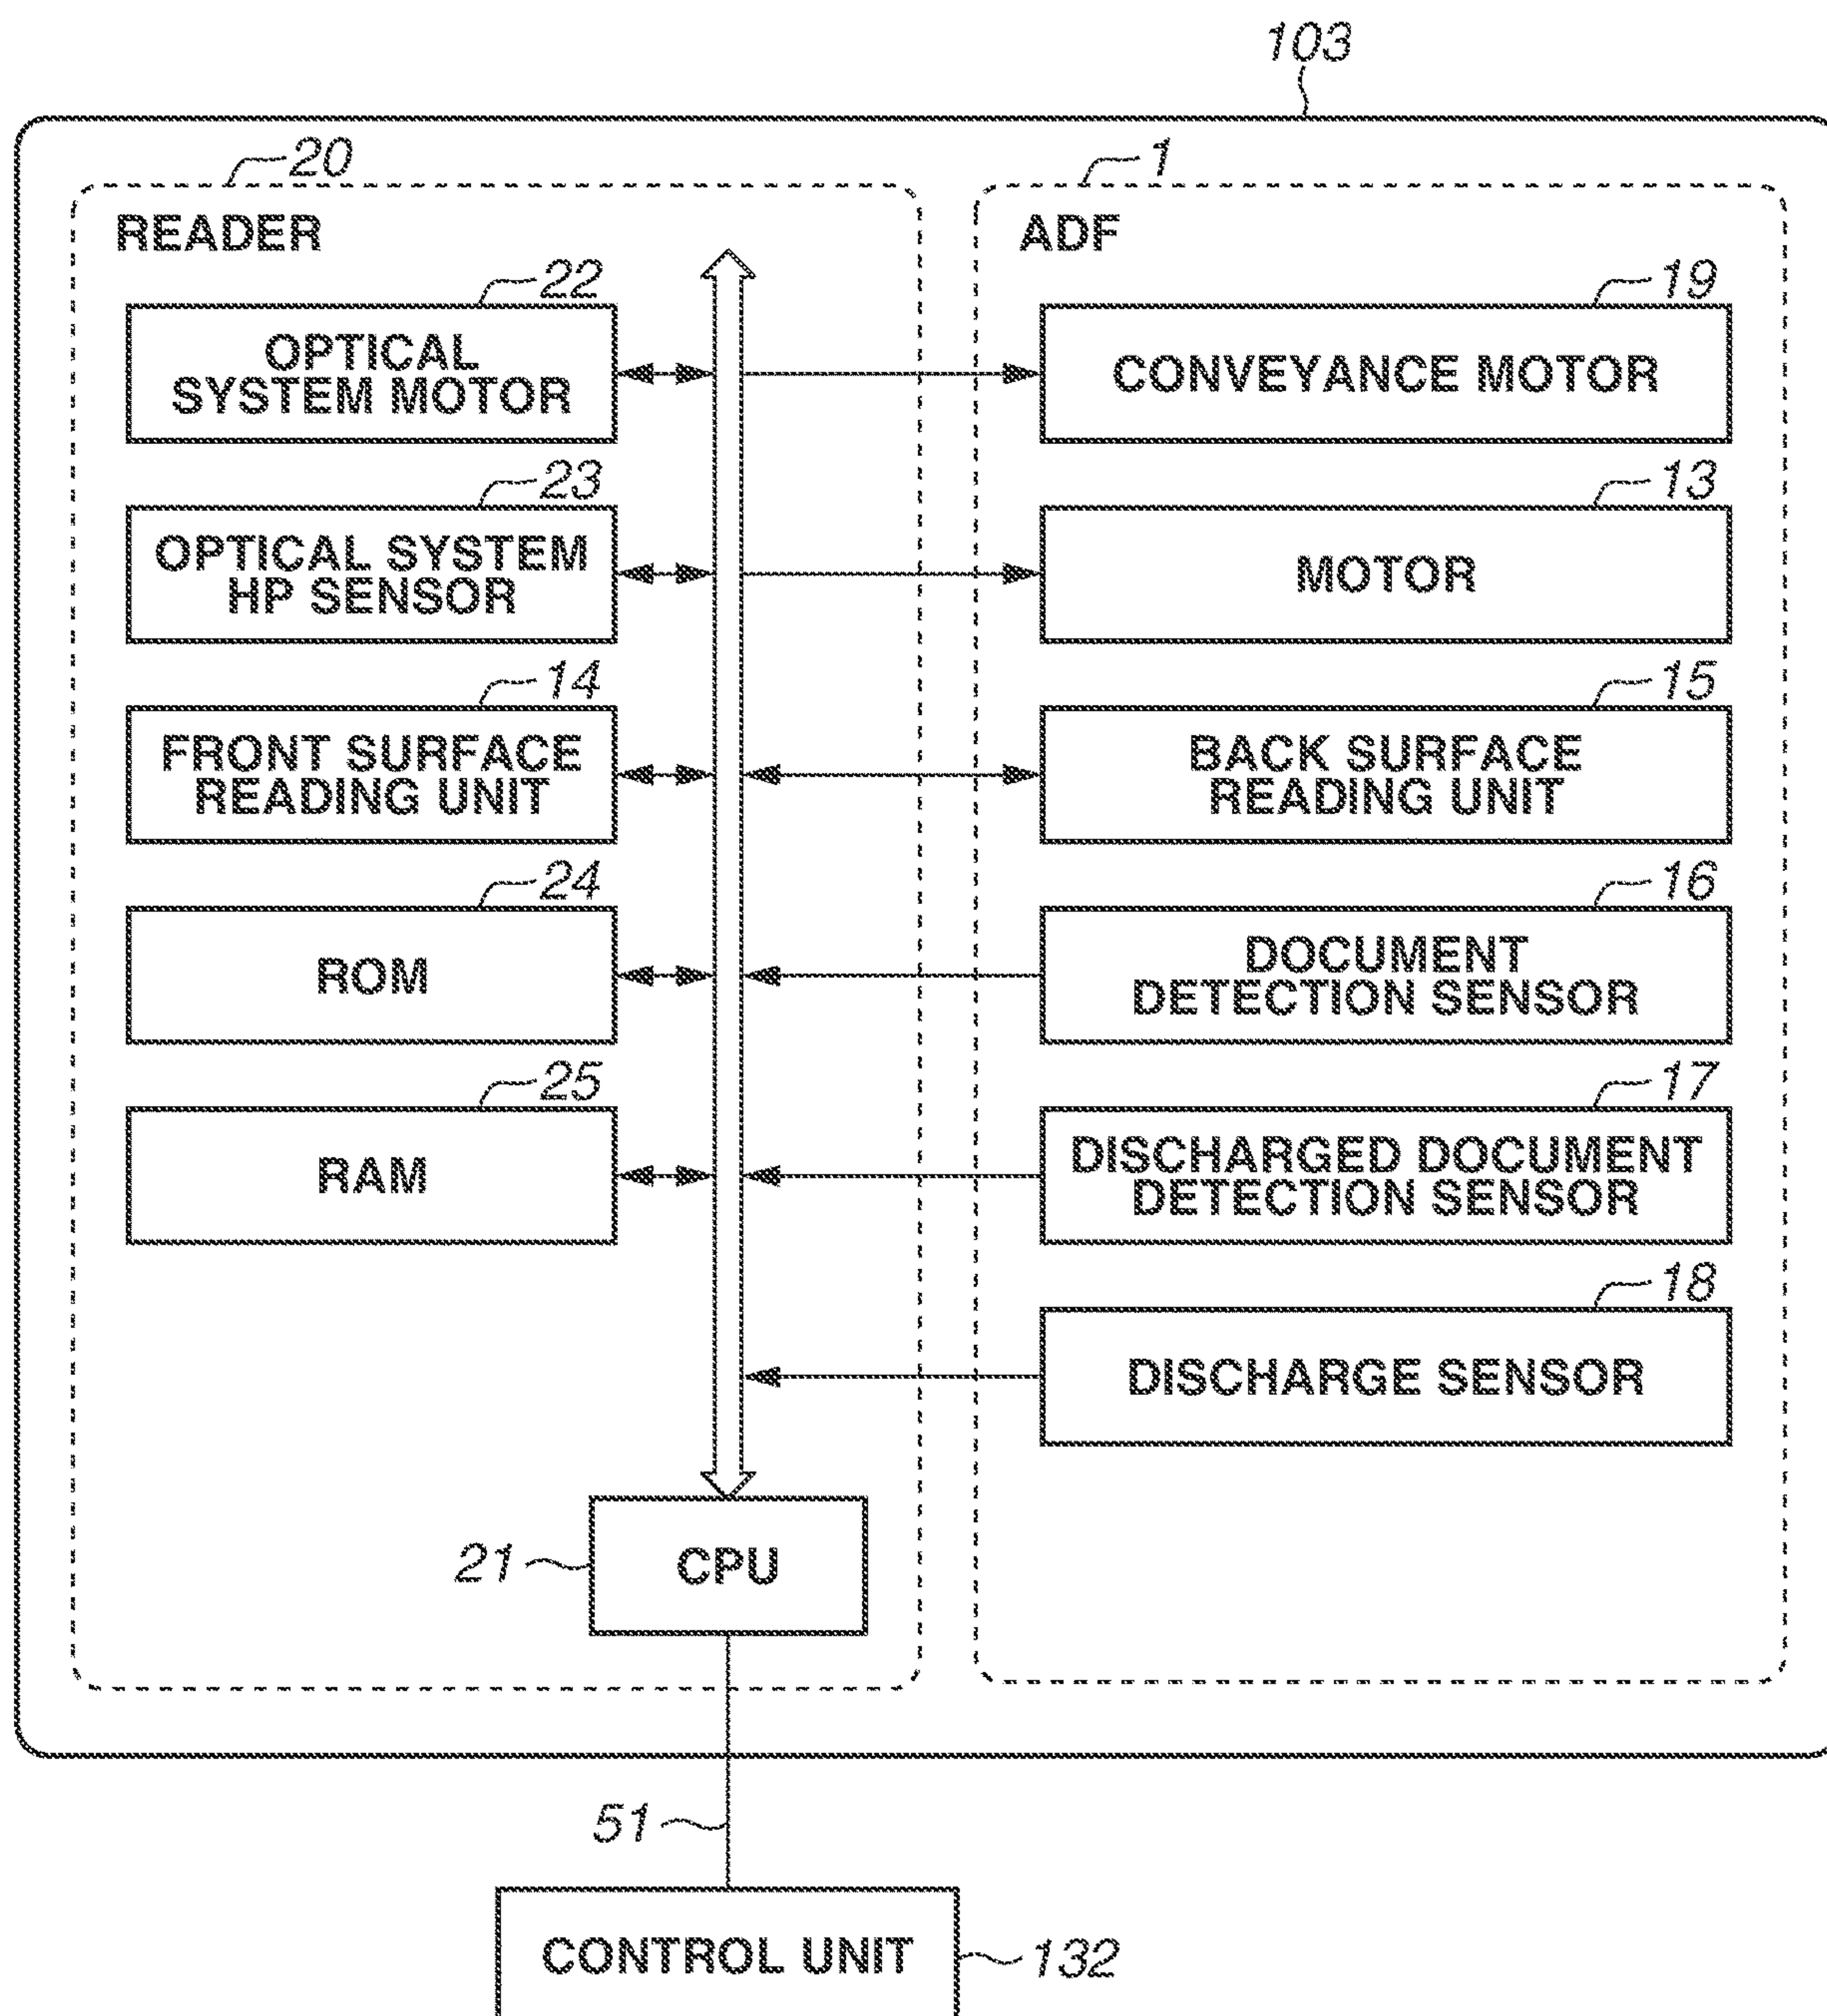 103
20
1
READER
ADF
22
OPTICAL
SYSTEM MOTOR
19
CONVEYANCE MOTOR
23
OPTICAL SYSTEM
HP SENSOR
13
MOTOR
14
FRONT SURFACE
READING UNIT
15
BACK SURFACE
READING UNIT
24
ROM
16
DOCUMENT
DETECTION SENSOR
25
RAM
17
DISCHARGED DOCUMENT
DETECTION SENSOR
18
DISCHARGE SENSOR
21
CPU
51
CONTROL UNIT
132